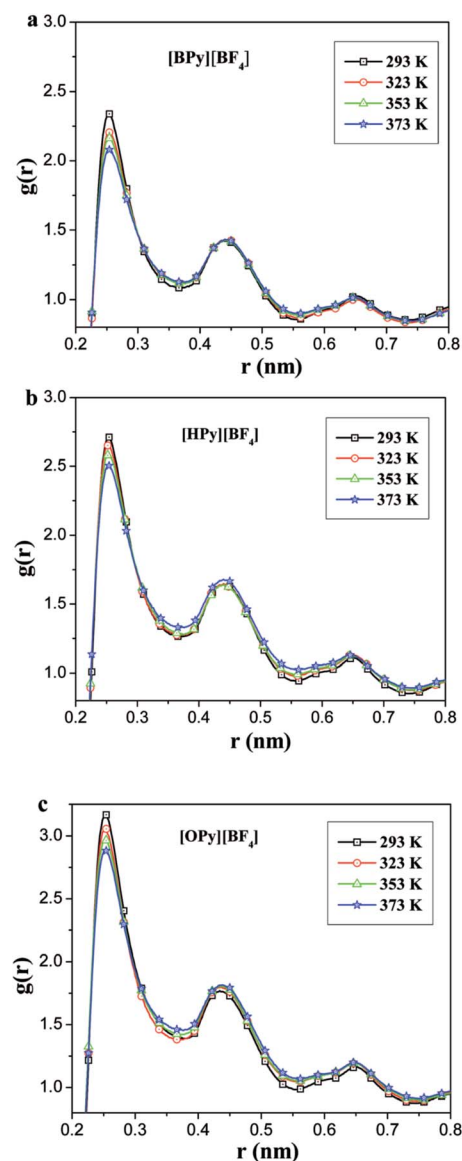 a
[BPy][BF4]
293 K
323 K
353 K
373 K
3.0
2.5
2.0
1.5
1.0
g(r)
0.2 0.3 0.4 0.5 0.6 0.7 0.8
r (nm)
b
[HPy][BF4]
293 K
323 K
353 K
373 K
3.0
2.5
2.0
1.5
1.0
g(r)
0.2 0.3 0.4 0.5 0.6 0.7 0.8
r (nm)
c
[OPy][BF4]
293 K
323 K
353 K
373 K
3.0
2.5
2.0
1.5
1.0
g(r)
0.2 0.3 0.4 0.5 0.6 0.7 0.8
r (nm)